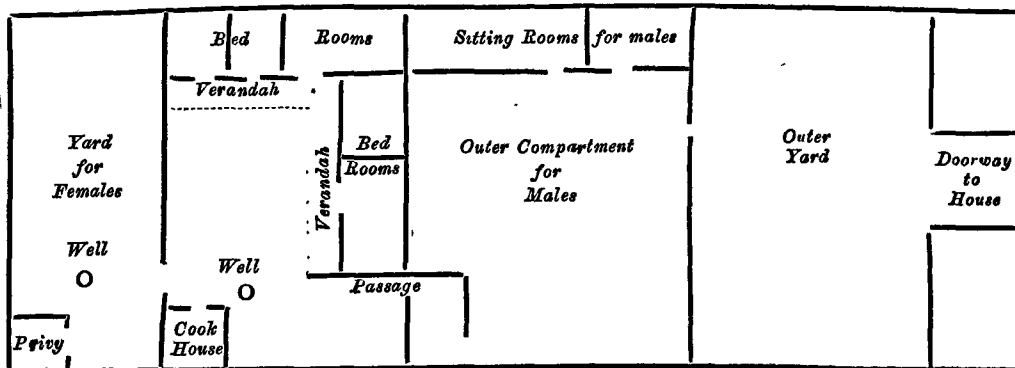 Bed Rooms
Sitting Rooms for males
Verandah
Yard
for
Females
Bed
Rooms
Verandah
Outer Compartment
for
Males
Outer
Yard
Doorway
to
House
Well
Well
Passage
Privy
Cook
House